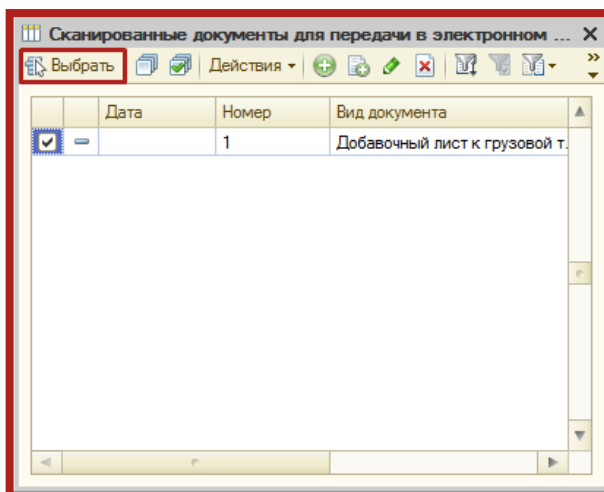 Сканированные документы для передачи в электронном ...
Выбрать Действия
Дата Номер Вид документа
1 Добавочный лист к грузовой т.